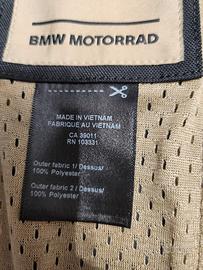 BMW MOTORRAD
MADE IN VIETNAM
FABRIQUE AU VIETNAM
CA 39011
RN 103331
Outer fabric 1/ Dessus/
100% Polyester
Outer fabric 2 / Dessus/
100% Polyester